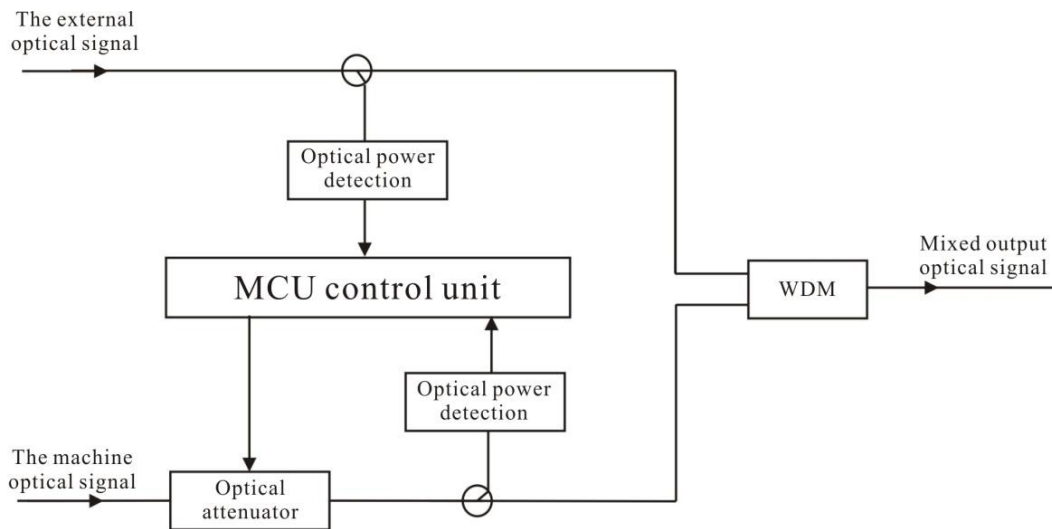 The external
optical signal
Optical power
detection
MCU control unit
Mixed output
optical signal
WDM
Optical power
detection
The machine
optical signal
Optical
attenuator